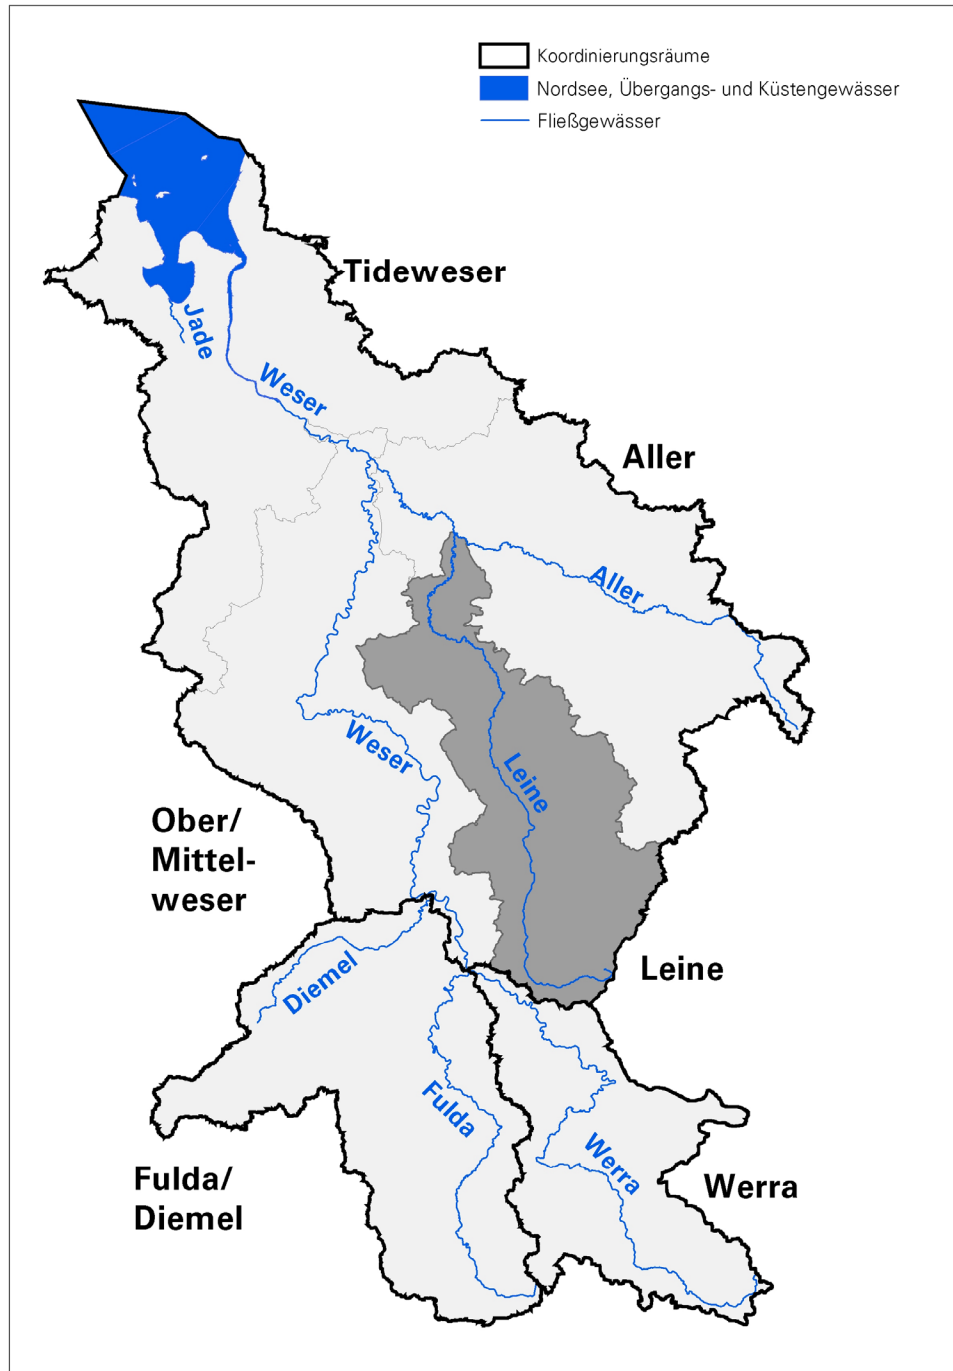 Koordinierungsräume
Nordsee, Übergangs- und Küstengewässer
Fließgewässer
Tideweser
Jade
Weser
Aller
Aller
Weser
Leine
Ober/
Mittel-
weser
Leine
Diemel
Fulda
Werra
Fulda/
Diemel
Werra